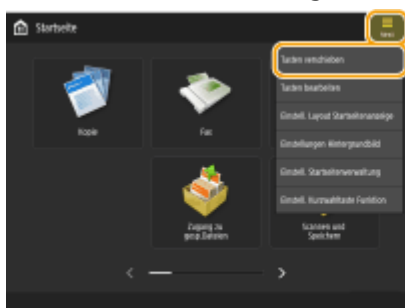 Startseite
Menü
Tasten verschieben
Tasten bearbeiten
Einstell. Layout Startseitenanzeige
Einstellungen Hintergrundbild
Einstell. Startseitenverwaltung
Einstell. Kurzwahltaste Funktion
Kopie
Fax
Zugang zu
gesp.Dateien
Scannen und
Speichern